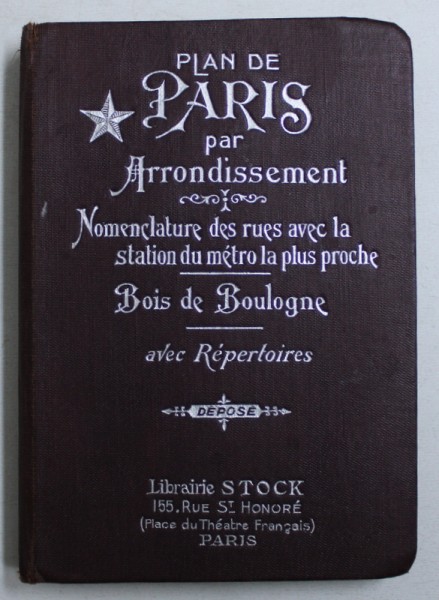 PLAN DE
PARIS
par
Arrondissement
Nomenclature des rues avec la
station du métro la plus proche
Bois de Boulogne
avec Répertoires
DÉPOSÉ
Librairie STOCK
155, RUE ST HONORÉ
(Place du Théatre Français)
PARIS